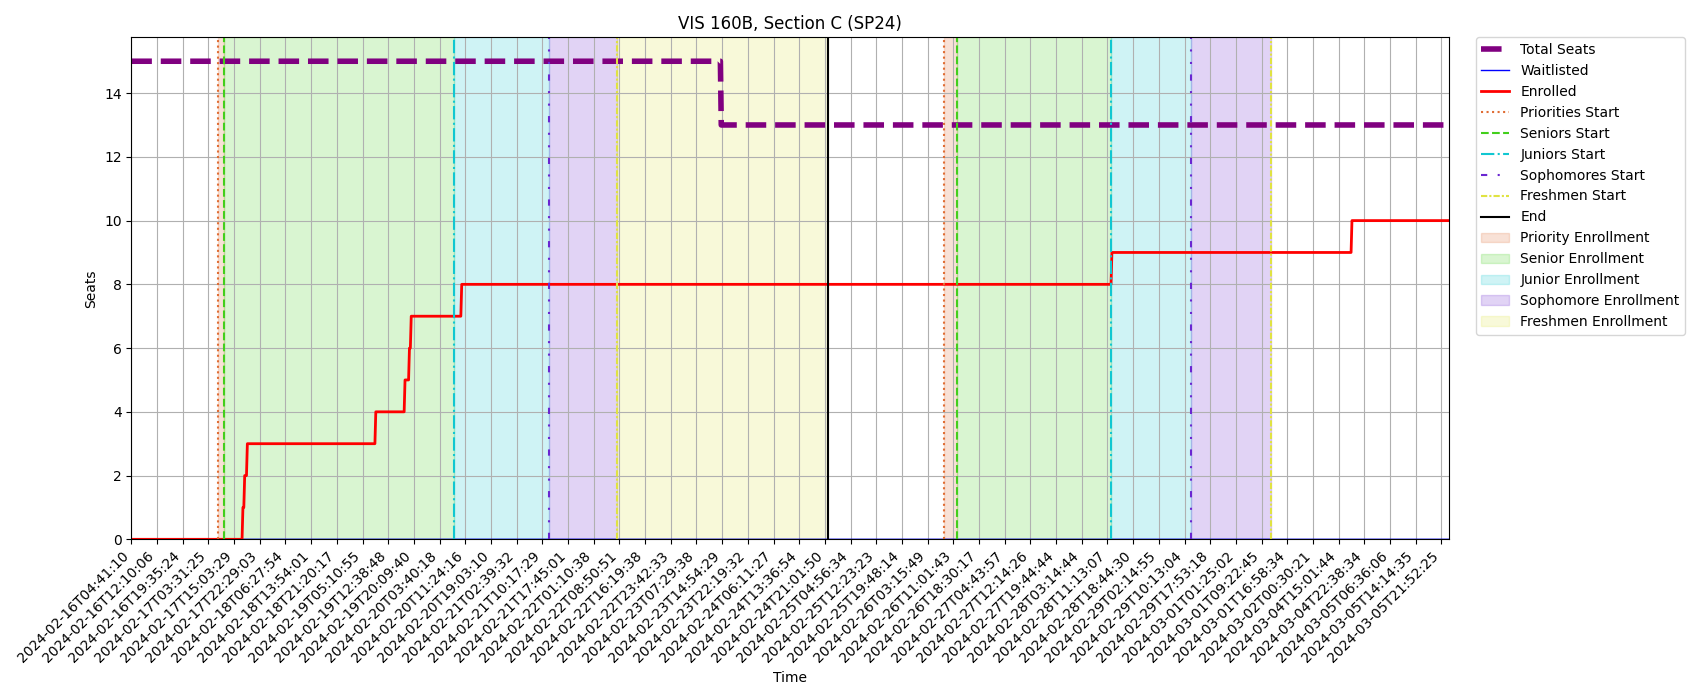 VIS 160B, Section C (SP24)
Seats
14
12
10
8
6
4
2
0
2024-02-16T04:41:10
2024-02-16T12:10:06
2024-02-16T19:35:24
2024-02-17T03:31:25
2024-02-17T15:03:29
2024-02-17T22:29:03
2024-02-18T06:27:54
2024-02-18T13:54:01
2024-02-18T21:20:17
2024-02-19T05:10:55
2024-02-19T12:38:48
2024-02-19T20:09:40
2024-02-20T03:40:18
2024-02-20T11:24:16
2024-02-20T19:03:10
2024-02-21T02:39:32
2024-02-21T10:17:29
2024-02-21T17:45:01
2024-02-22T01:10:38
2024-02-22T08:50:51
2024-02-22T16:19:38
2024-02-22T23:42:33
2024-02-23T07:29:38
2024-02-23T14:54:29
2024-02-23T22:19:32
2024-02-24T06:11:27
2024-02-24T13:36:54
2024-02-24T21:01:50
2024-02-25T04:56:34
2024-02-25T12:23:23
2024-02-25T19:48:14
2024-02-26T03:15:49
2024-02-26T11:01:43
2024-02-26T18:30:17
2024-02-27T04:43:57
2024-02-27T12:14:26
2024-02-27T19:44:44
2024-02-28T03:14:44
2024-02-28T11:13:07
2024-02-28T18:44:30
2024-02-29T02:14:55
2024-02-29T10:13:04
2024-02-29T17:53:18
2024-03-01T01:25:02
2024-03-01T09:22:45
2024-03-01T16:58:34
2024-03-02T00:30:21
2024-03-04T15:01:44
2024-03-04T22:38:34
2024-03-05T06:36:06
2024-03-05T14:14:35
2024-03-05T21:52:25
Time
Total Seats
Waitlisted
Enrolled
Priorities Start
Seniors Start
Juniors Start
Sophomores Start
Freshmen Start
End
Priority Enrollment
Senior Enrollment
Junior Enrollment
Sophomore Enrollment
Freshmen Enrollment